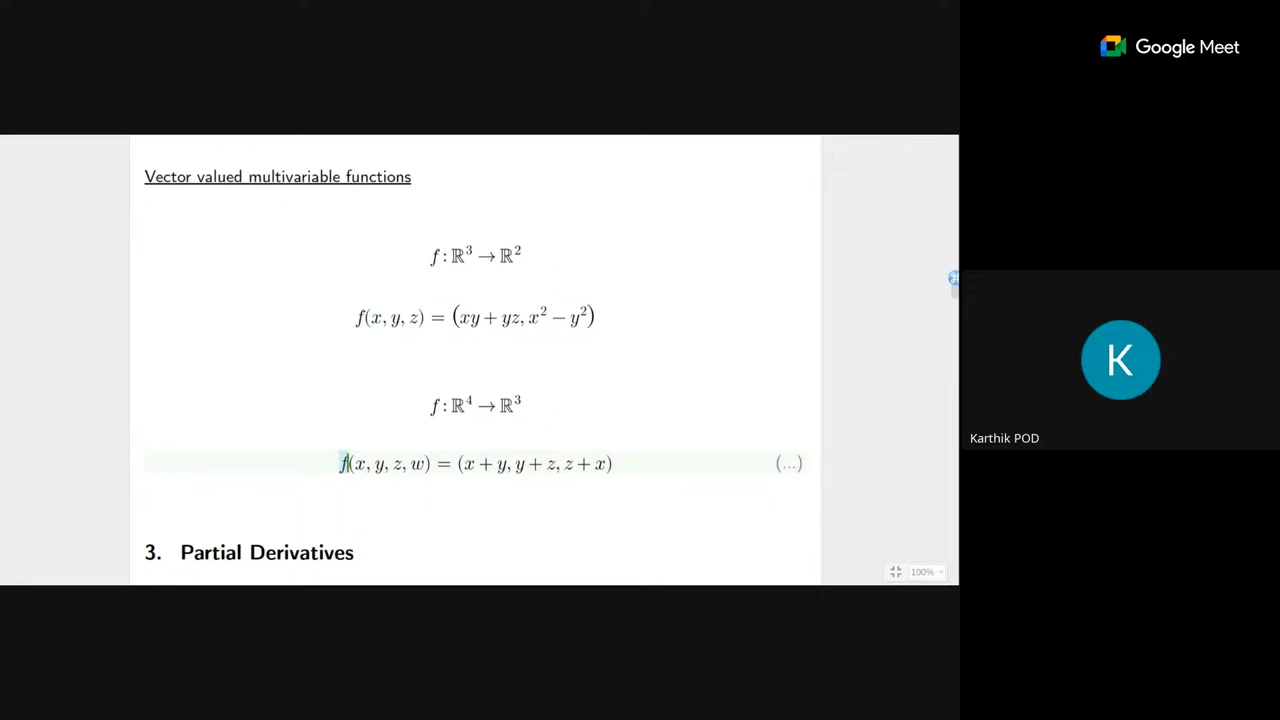 Google Meet
Vector valued multivariable functions
f : ℝ³ → ℝ²
f(x, y, z) = (xy + yz, x² − y²)
f : ℝ⁴ → ℝ³
f(x, y, z, w) = (x + y, y + z, z + x) (...)
Karthik POD
K
3. Partial Derivatives
100%